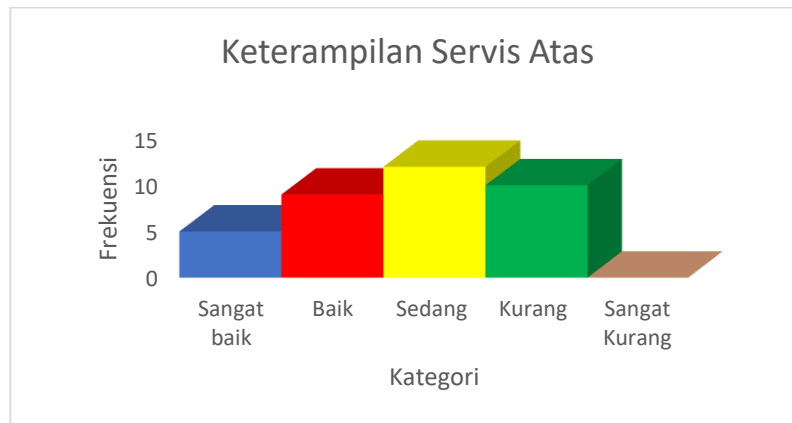 Keterampilan Servis Atas
Frekuensi
15
10
5
0
Sangat
baik
Baik
Sedang
Kurang
Sangat
Kurang
Kategori